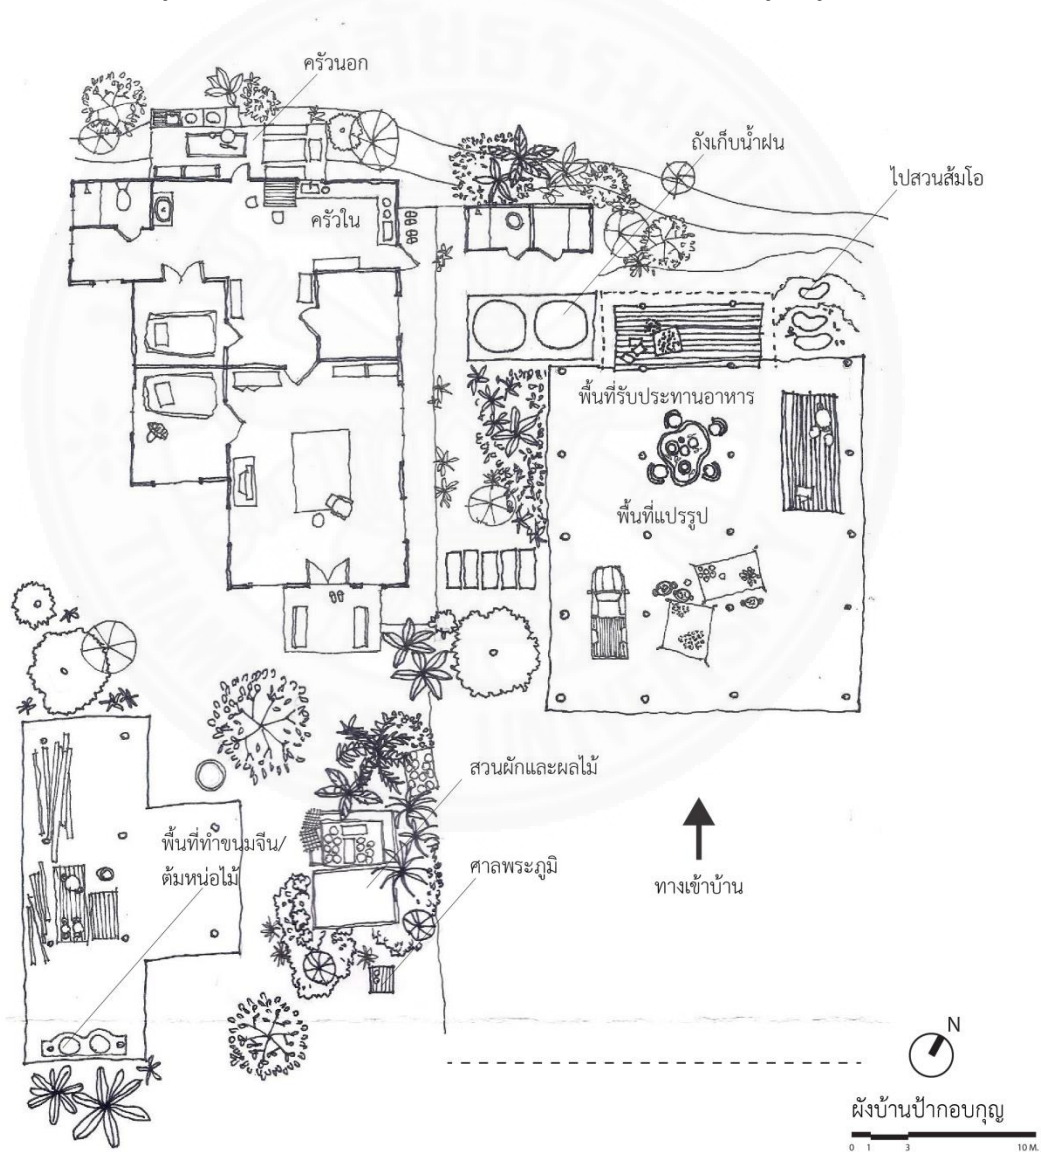 ครัวนอก
ถังเก็บน้ำฝน
ไปสวนส้มโอ
ครัวใน
พื้นที่รับประทานอาหาร
พื้นที่แปรรูป
สวนผักและผลไม้
พื้นที่ทำขนมจีน/
ต้มหน่อไม้
ศาลพระภูมิ
ทางเข้าบ้าน
N
ผังบ้านป้ากอบกุญ
0 1 3 10 M.